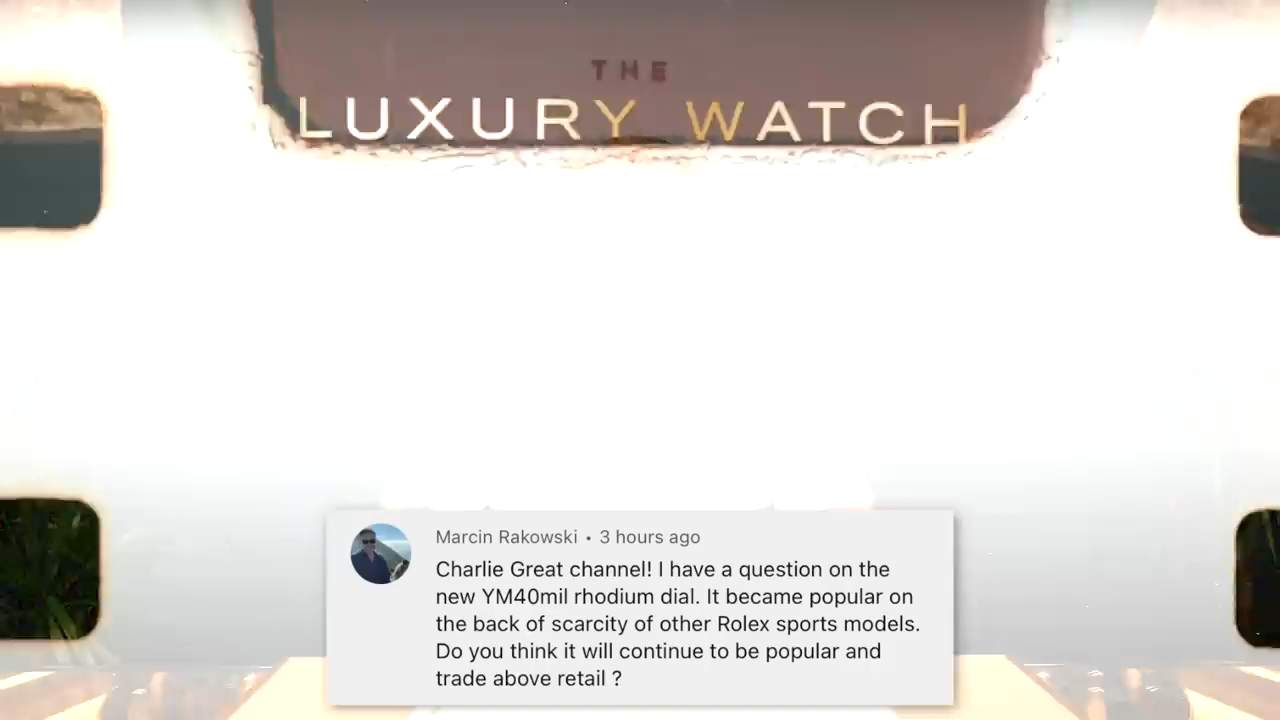 THE
LUXURY WATCH
Marcin Rakowski • 3 hours ago
Charlie Great channel! I have a question on the
new YM40mil rhodium dial. It became popular on
the back of scarcity of other Rolex sports models.
Do you think it will continue to be popular and
trade above retail ?